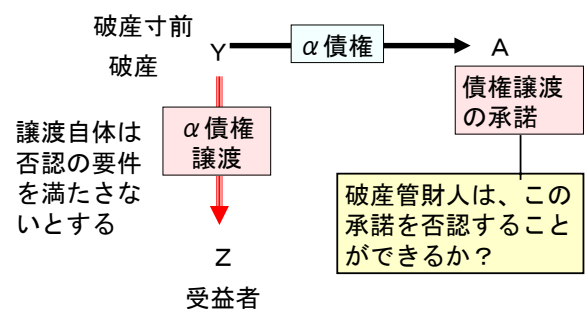 破産寸前
破産
Y
α債権
A
債権譲渡
の承諾
譲渡自体は
否認の要件
を満たさな
いとする
α債権
譲渡
破産管財人は、この
承諾を否認すること
ができるか？
Z
受益者